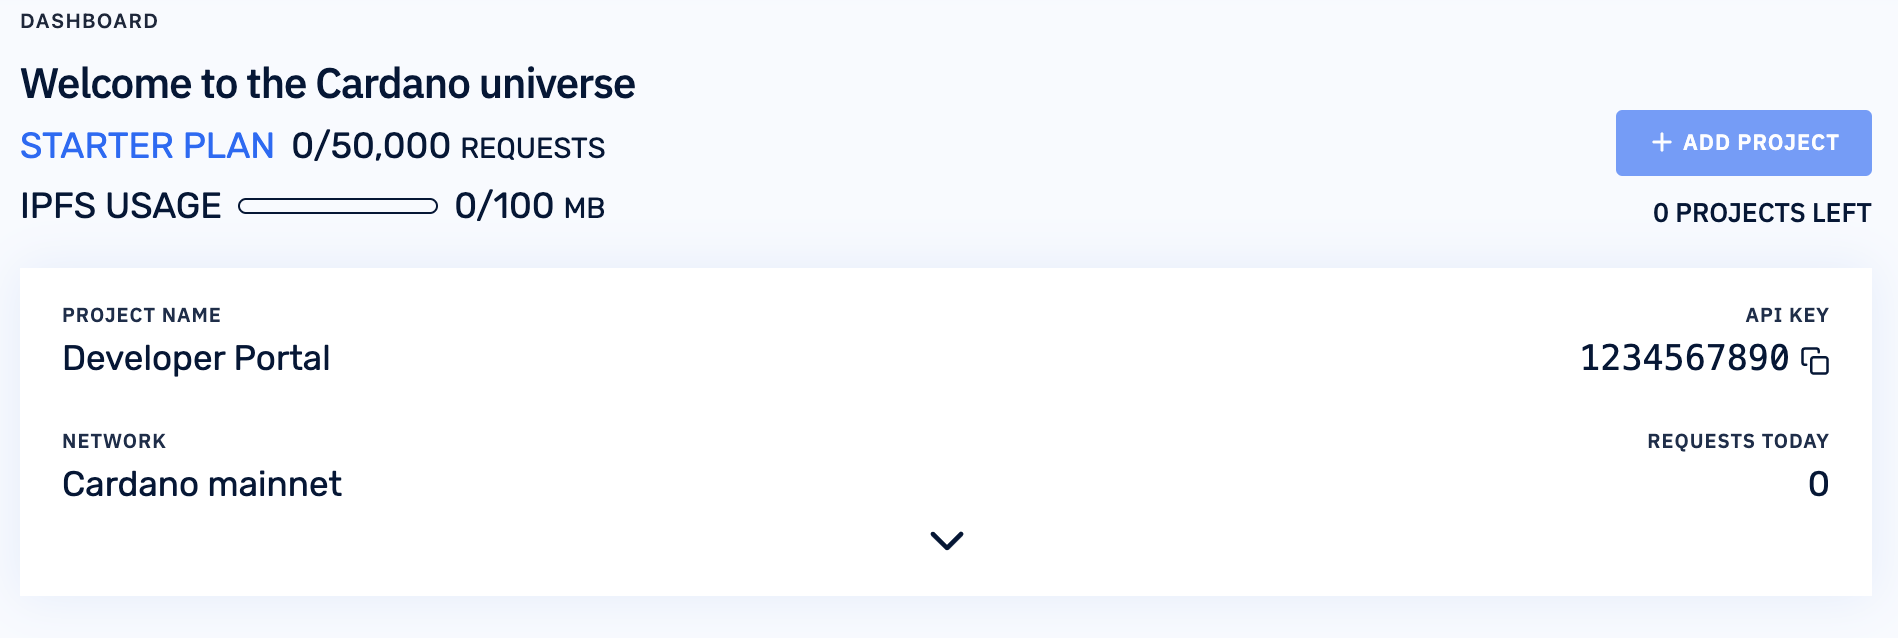 DASHBOARD
Welcome to the Cardano universe
STARTER PLAN 0/50,000 REQUESTS
IPFS USAGE 0/100 MB
+ ADD PROJECT
0 PROJECTS LEFT
PROJECT NAME
Developer Portal
API KEY
1234567890
NETWORK
Cardano mainnet
REQUESTS TODAY
0